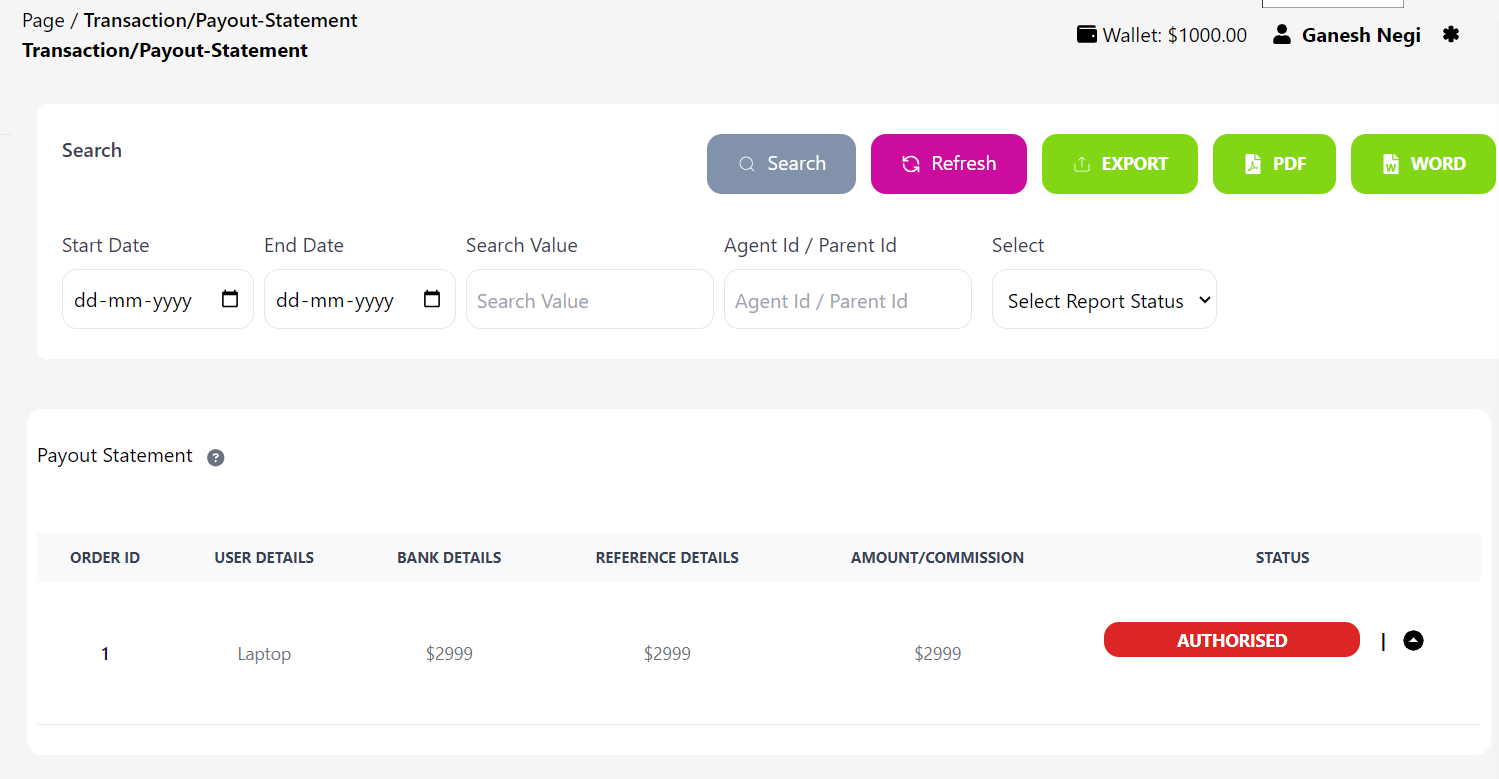 Page / Transaction/Payout-Statement
Transaction/Payout-Statement
Wallet: $1000.00 Ganesh Negi
Search
Search Refresh EXPORT PDF WORD
Start Date End Date Search Value Agent Id / Parent Id Select
dd-mm-yyyy dd-mm-yyyy Search Value Agent Id / Parent Id Select Report Status
Payout Statement ?
ORDER ID USER DETAILS BANK DETAILS REFERENCE DETAILS AMOUNT/COMMISSION STATUS
1 Laptop $2999 $2999 $2999 AUTHORISED |